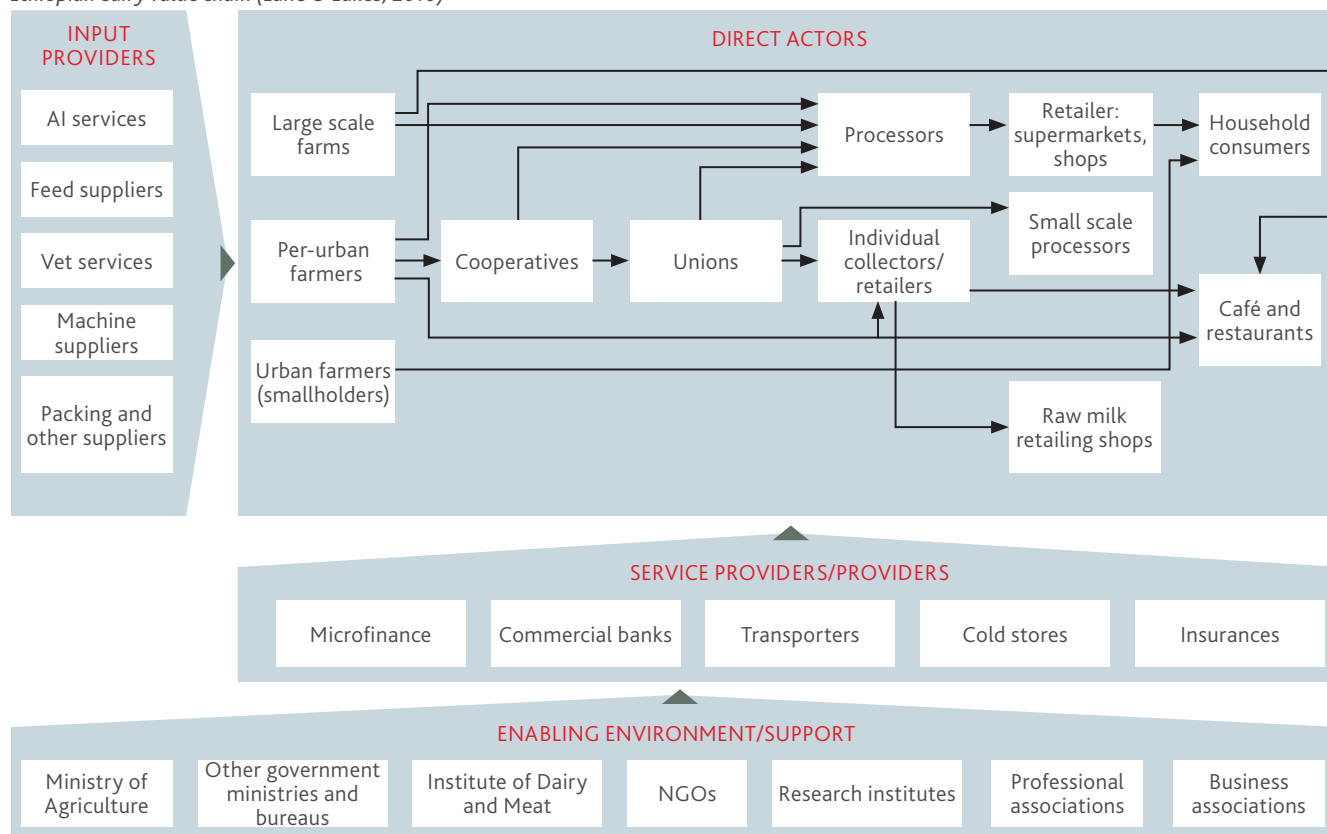 INPUT
PROVIDERS
AI services
Feed suppliers
Vet services
Machine
suppliers
Packing and
other suppliers
DIRECT ACTORS
Large scale
farms
Per-urban
farmers
Urban farmers
(smallholders)
Cooperatives
Unions
Processors
Individual
collectors/
retailers
Retailer:
supermarkets,
shops
Small scale
processors
Raw milk
retailing shops
Household
consumers
Café and
restaurants
SERVICE PROVIDERS/PROVIDERS
Microfinance
Commercial banks
Transporters
Cold stores
Insurances
ENABLING ENVIRONMENT/SUPPORT
Ministry of
Agriculture
Other government
ministries and
bureaus
Institute of Dairy
and Meat
NGOs
Research institutes
Professional
associations
Business
associations